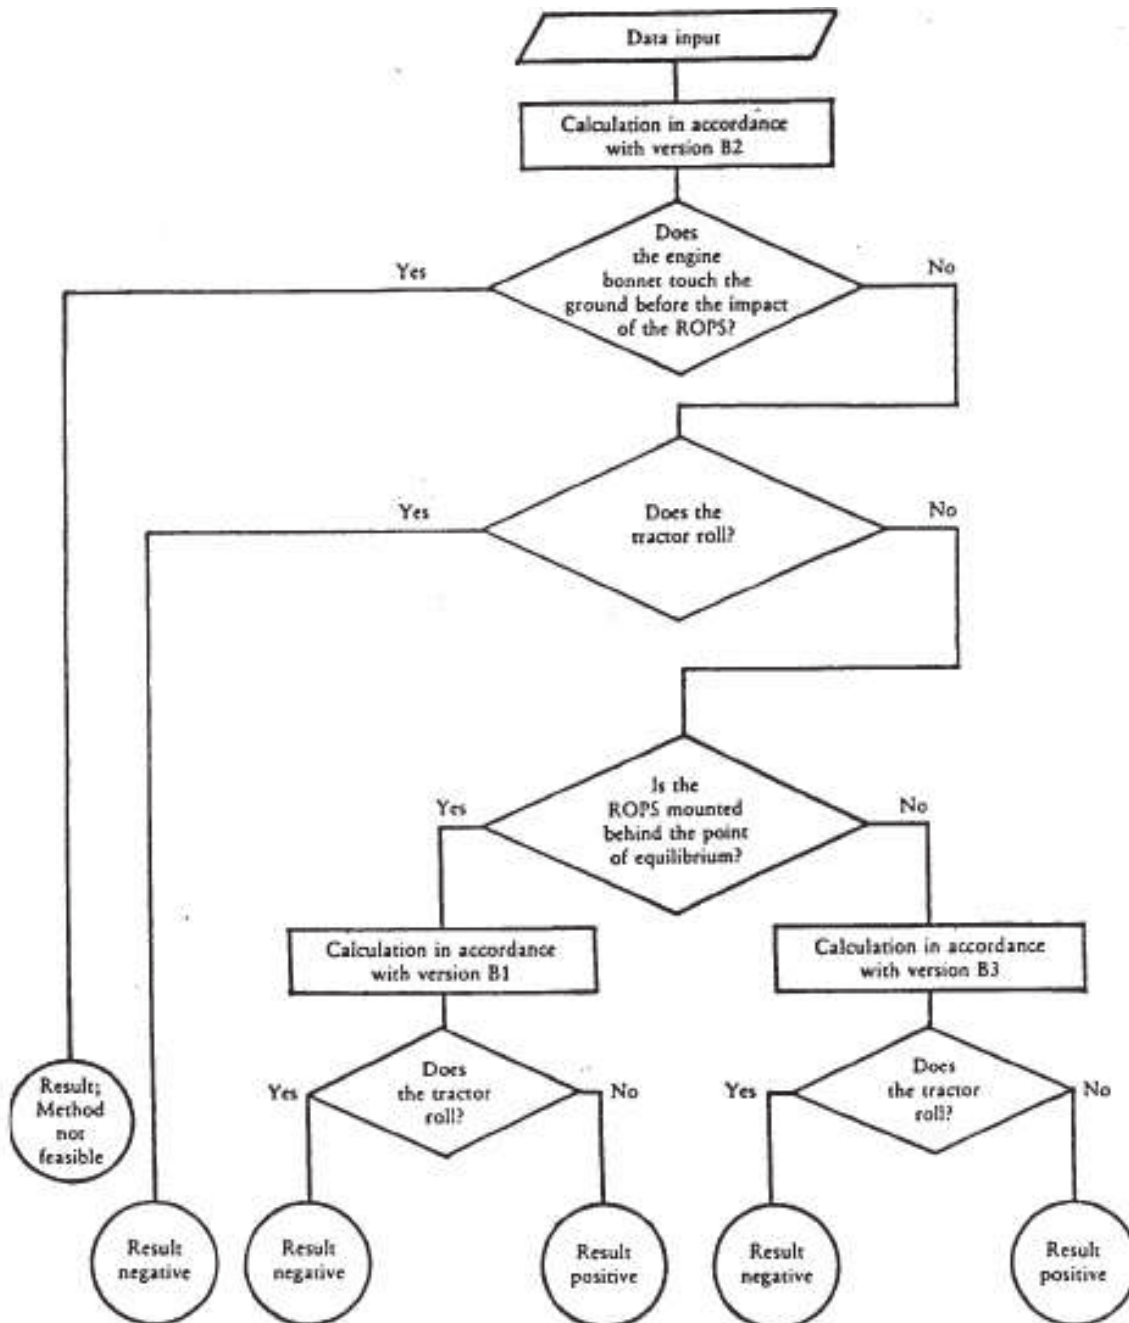 Data input
Calculation in accordance
with version B2
Does
the engine
bonnet touch the
ground before the impact
of the ROPS?
Yes
No
Does the
tractor roll?
Yes
No
Is the
ROPS mounted
behind the point
of equilibrium?
Yes
No
Calculation in accordance
with version B1
Calculation in accordance
with version B3
Does
the tractor
roll?
Yes
No
Does
the tractor
roll?
Yes
No
Result;
Method
not
feasible
Result
negative
Result
negative
Result
positive
Result
negative
Result
positive